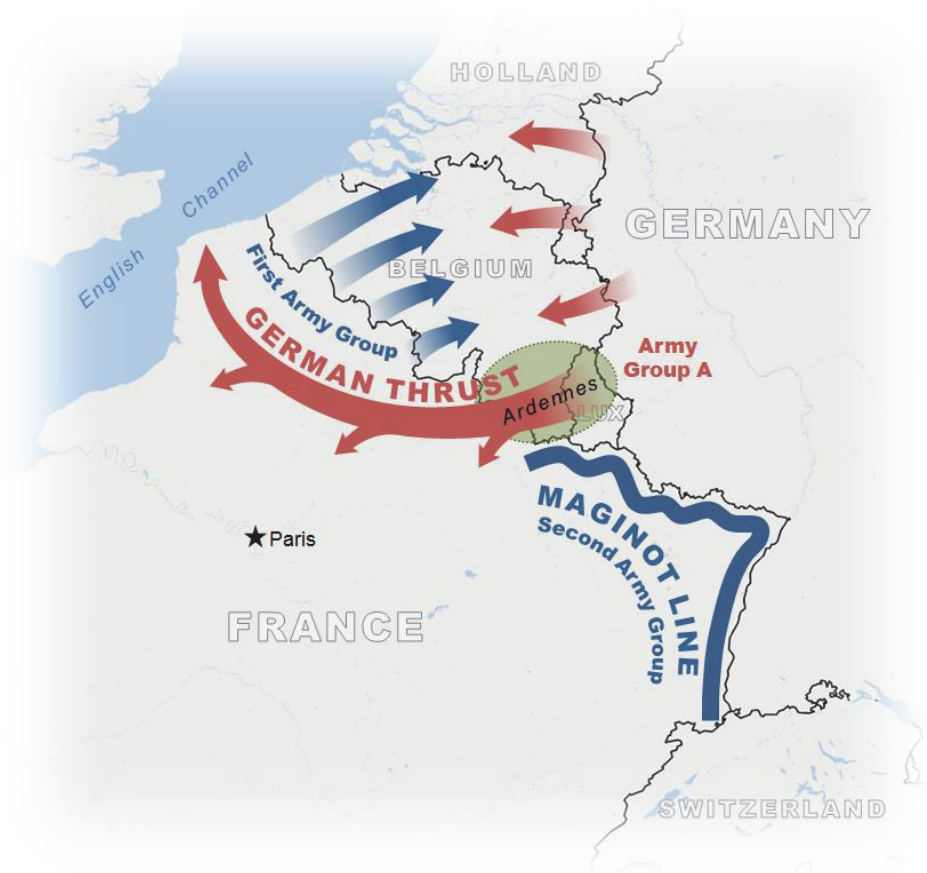 HOLLAND
English Channel
GERMANY
BELGIUM
First Army Group
GERMAN THRUST
Army
Group A
Ardennes
LUX
MAGINOT LINE
Second Army Group
Paris
FRANCE
SWITZERLAND